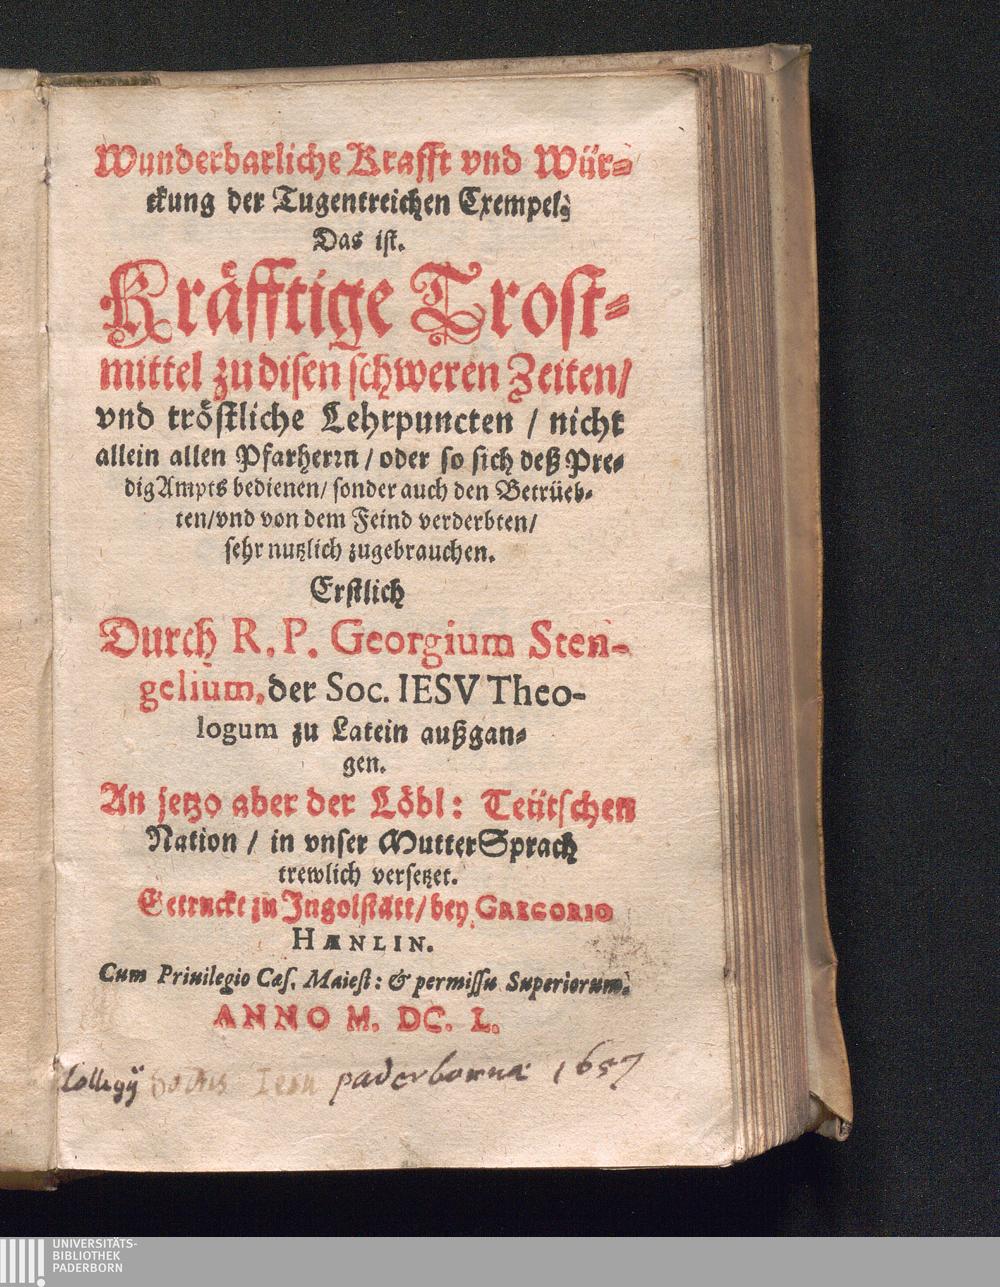 Wunderbarliche Krafft vnd Wür-
ckung der Tugentreichen Exempel;
Das ist.
Kräfftige Trost-
mittel zu disen schweren Zeiten/
vnd tröstliche Lehrpuncten / nicht
allein allen Pfarherrn / oder so sich deß Pre-
dig Ampts bedienen/ sonder auch den Betrüeb-
ten/vnd von dem Feind verderbten/
sehr nutzlich zugebrauchen.
Erstlich
Durch R. P. Georgium Sten-
gelium, der Soc. IESV Theo-
logum zu Latein außgan-
gen.
An jetzo aber der Löbl: Teütschen
Nation / in vnser MutterSprach
trewlich versetzet.
Getruckt zu Ingolstatt/ bey GREGORIO
HÆNLIN.
Cum Priuilegio Cæs. Maiest: & permissu Superiorum.
ANNO M. DC. L.
Collegij Iesu paderbornæ 1657
UNIVERSITÄTS-
BIBLIOTHEK
PADERBORN